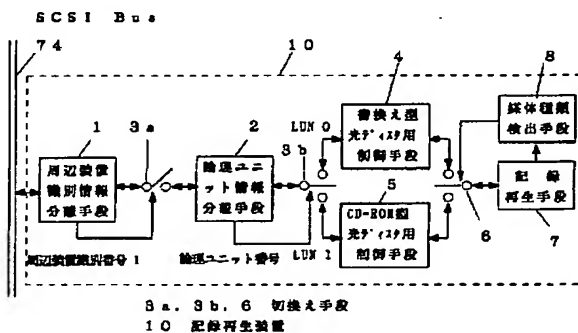 SCSI Bus
74
10
1
3a
2
3b
LUN 0
4
8
周辺装置
識別情報
分離手段
論理ユニ
ット情報
分離手段
書換え型
光ディスク用
制御手段
媒体種類
検出手段
5
CD-ROM型
光ディスク用
制御手段
6
記録
再生手段
7
周辺装置識別番号1
論理ユニット番号
LUN 1
3a, 3b, 6 切換え手段
10 記録再生装置